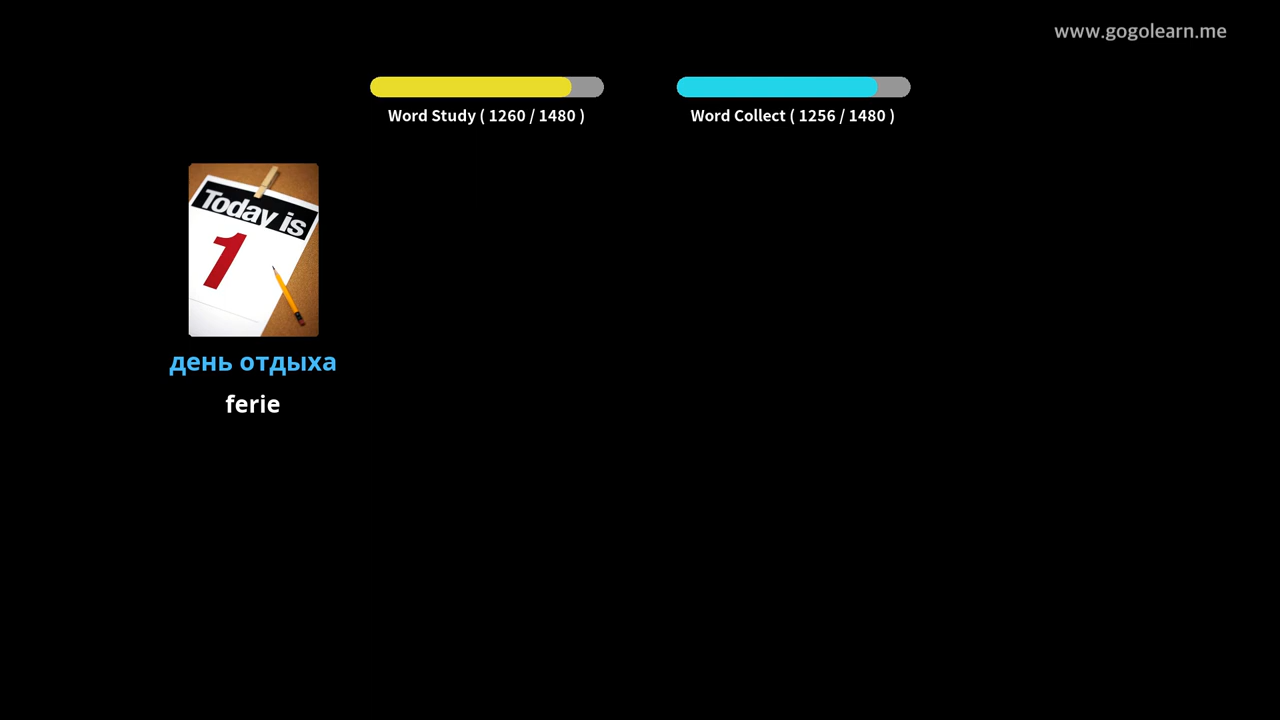 www.gogolearn.me
Word Study ( 1260 / 1480 )
Word Collect ( 1256 / 1480 )
Today is
1
день отдыха
ferie